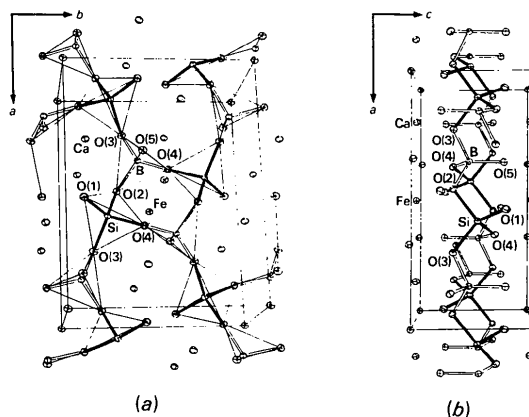 b
a
Ca
O(3)
O(5)
B
O(4)
O(1)
O(2)
Fe
Si
O(4)
O(3)
(a)
c
a
Ca
O(3)
O(4)
B
O(2)
O(5)
Fe
O(1)
Si
O(4)
O(3)
(b)